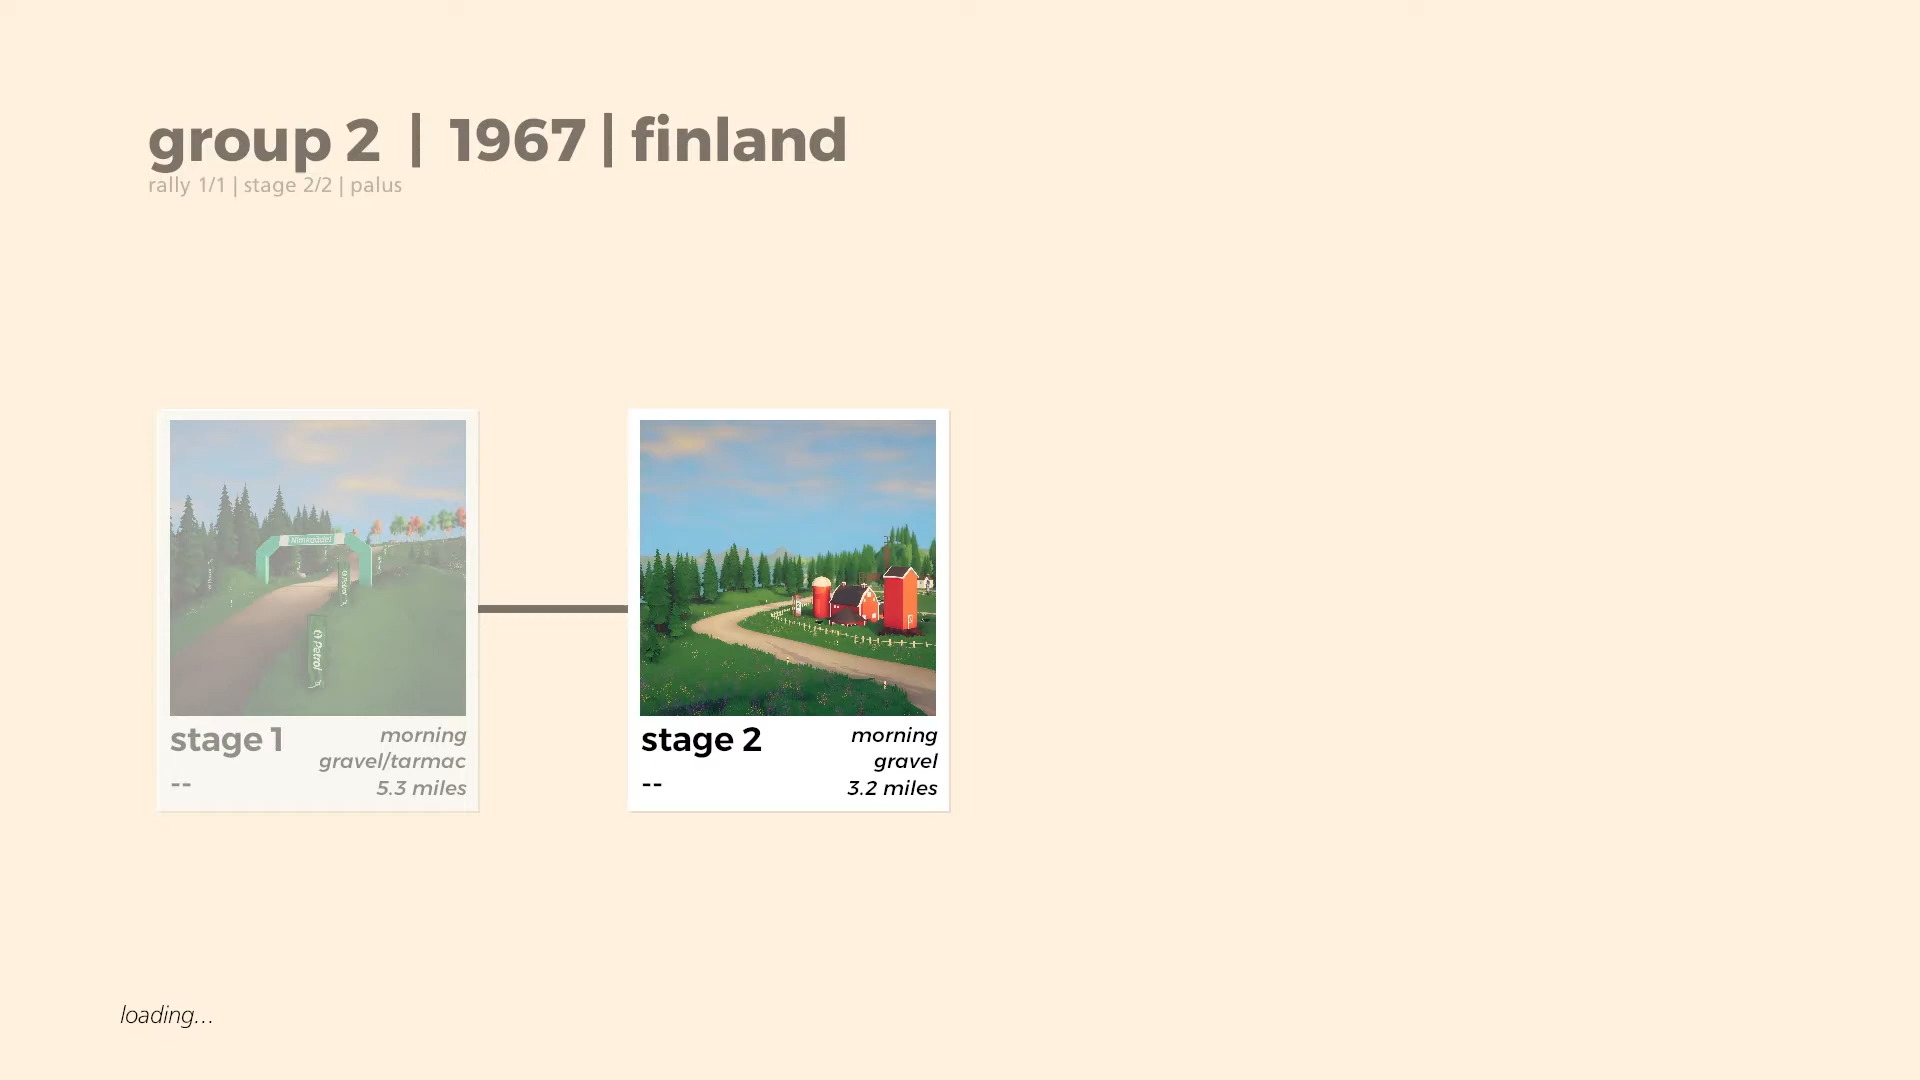 group 2 | 1967 | finland
rally 1/1 | stage 2/2 | palus
Petrol
stage 1
morning
gravel/tarmac
--
5.3 miles
stage 2
morning
gravel
--
3.2 miles
loading...